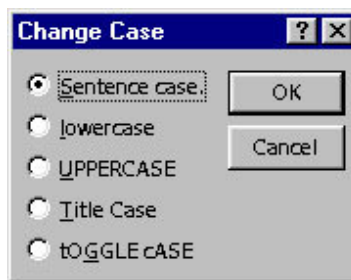 Change Case
Sentence case.
OK
lowercase
Cancel
UPPERCASE
Title Case
tOGGLE cASE